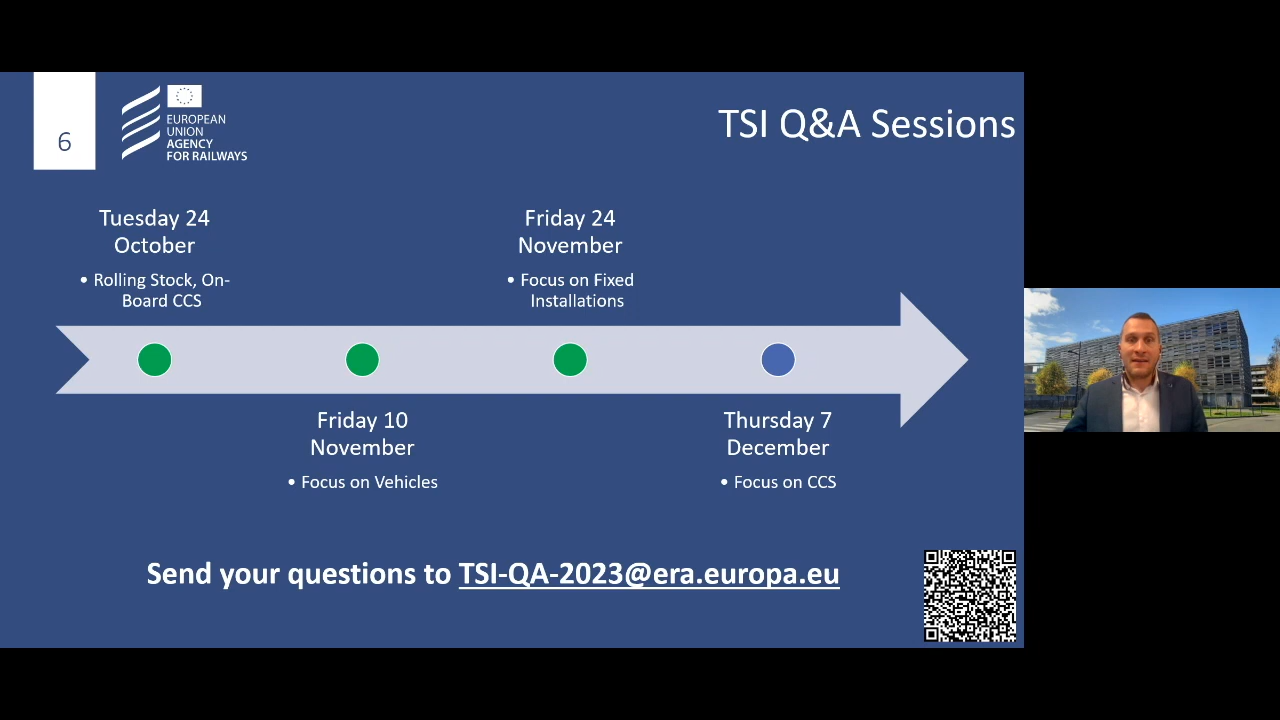 6
EUROPEAN
UNION
AGENCY
FOR RAILWAYS
TSI Q&A Sessions
Tuesday 24
October
• Rolling Stock, On-
Board CCS
Friday 24
November
• Focus on Fixed
Installations
Friday 10
November
• Focus on Vehicles
Thursday 7
December
• Focus on CCS
Send your questions to TSI-QA-2023@era.europa.eu